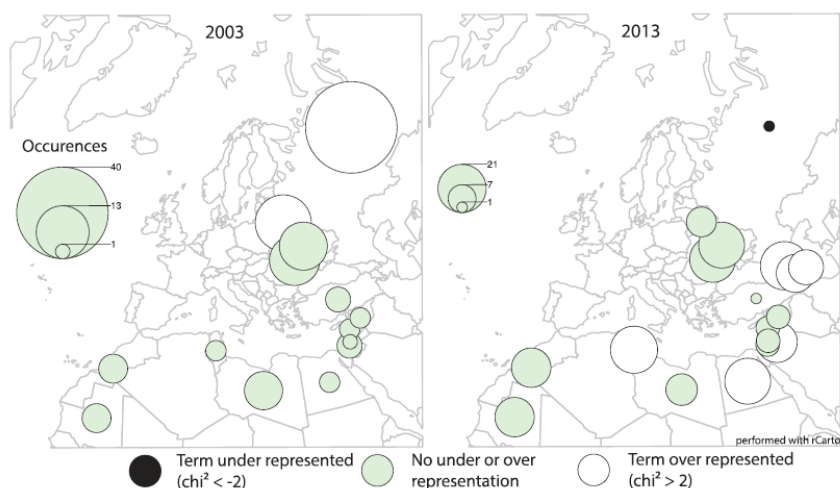 2003
2013
Occurences
40
13
1
21
7
1
performed with rCarto
Term under represented
(chi² < -2)
No under or over
representation
Term over represented
(chi² > 2)